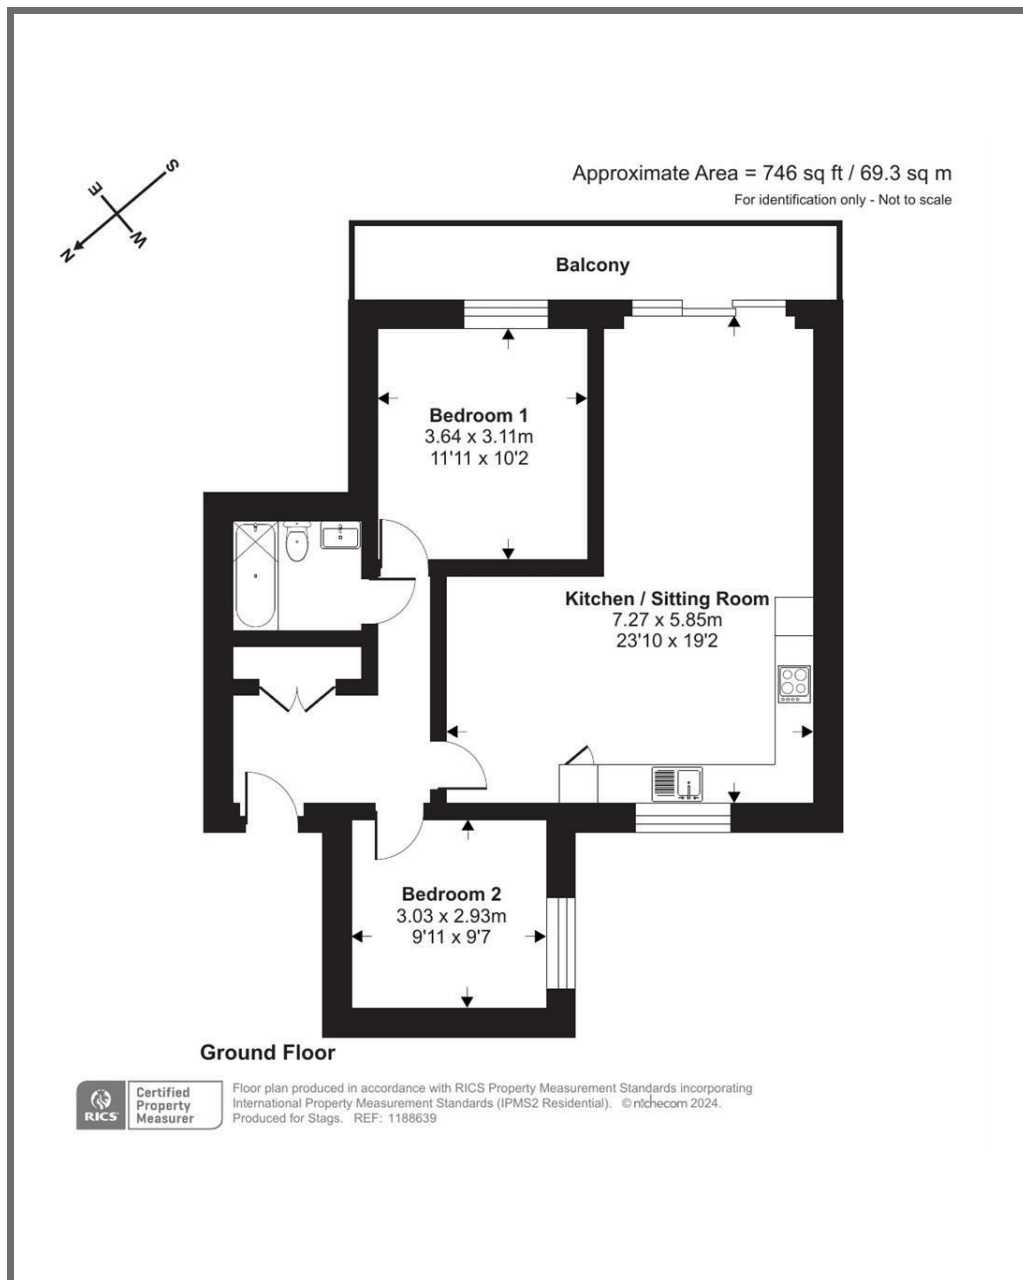 S
E
W
N
Approximate Area = 746 sq ft / 69.3 sq m
For identification only - Not to scale
Balcony
Bedroom 1
3.64 x 3.11m
11'11 x 10'2
Kitchen / Sitting Room
7.27 x 5.85m
23'10 x 19'2
Bedroom 2
3.03 x 2.93m
9'11 x 9'7
Ground Floor
RICS
Certified
Property
Measurer
Floor plan produced in accordance with RICS Property Measurement Standards incorporating
International Property Measurement Standards (IPMS2 Residential). © nichecom 2024.
Produced for Stags. REF: 1188639